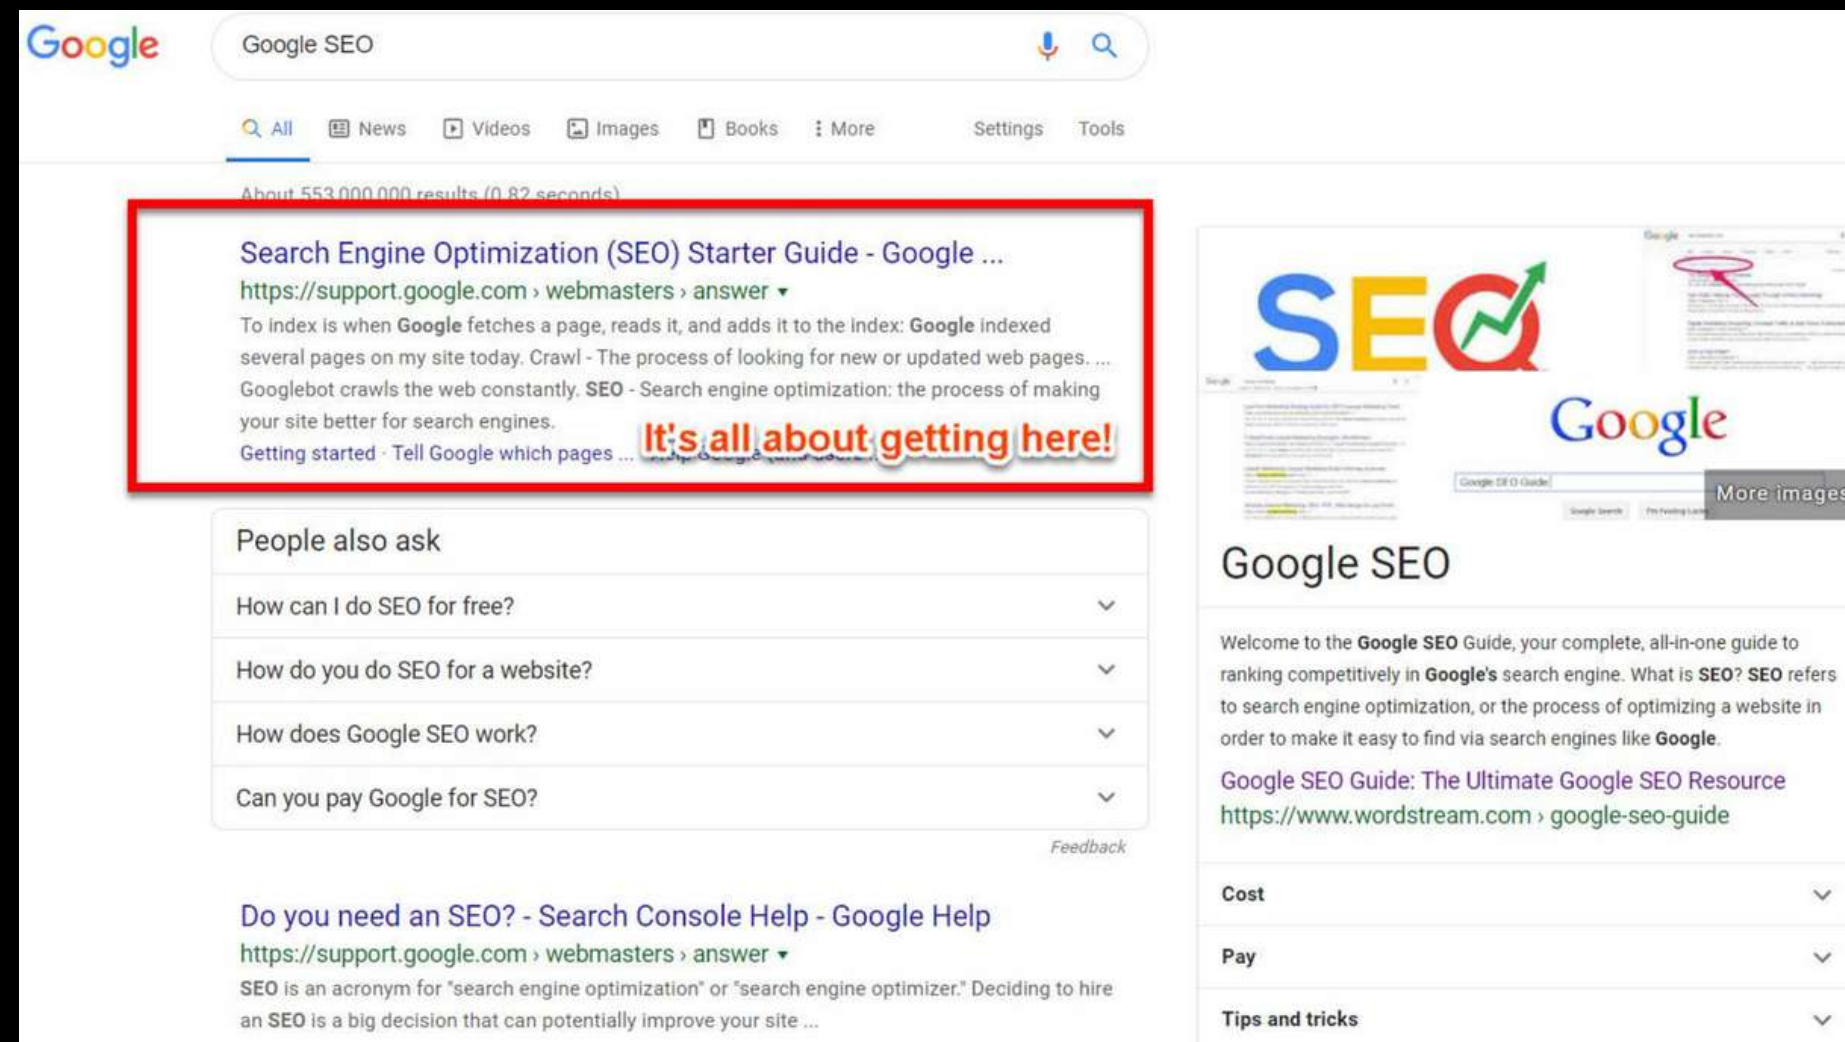 Google
Google SEO
All News Videos Images Books More Settings Tools
About 553,000,000 results (0.82 seconds)
Search Engine Optimization (SEO) Starter Guide - Google ...
https://support.google.com › webmasters › answer
To index is when Google fetches a page, reads it, and adds it to the index: Google indexed
several pages on my site today. Crawl - The process of looking for new or updated web pages. ...
Googlebot crawls the web constantly. SEO - Search engine optimization: the process of making
your site better for search engines.
Getting started · Tell Google which pages ...
It's all about getting here!
People also ask
How can I do SEO for free?
How do you do SEO for a website?
How does Google SEO work?
Can you pay Google for SEO?
Feedback
Do you need an SEO? - Search Console Help - Google Help
https://support.google.com › webmasters › answer
SEO is an acronym for "search engine optimization" or "search engine optimizer." Deciding to hire
an SEO is a big decision that can potentially improve your site ...
SEO
Google
Google
Google
Google SEO Guide
Google Search I'm Feeling
More images
Google SEO
Welcome to the Google SEO Guide, your complete, all-in-one guide to
ranking competitively in Google's search engine. What is SEO? SEO refers
to search engine optimization, or the process of optimizing a website in
order to make it easy to find via search engines like Google.
Google SEO Guide: The Ultimate Google SEO Resource
https://www.wordstream.com › google-seo-guide
Cost
Pay
Tips and tricks